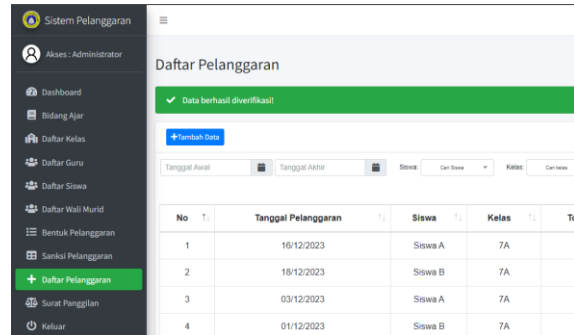 Sistem Pelanggaran
Akses : Administrator
Dashboard
Bidang Ajar
Daftar Kelas
Daftar Guru
Daftar Siswa
Daftar Wali Murid
Bentuk Pelanggaran
Sanksi Pelanggaran
Daftar Pelanggaran
Surat Panggilan
Keluar
Daftar Pelanggaran
Data berhasil diverifikasi!
+Tambah Data
Tanggal Awal Tanggal Akhir Siswa: Cari Siswa Kelas: Cari kelas
No Tanggal Pelanggaran Siswa Kelas
1 16/12/2023 Siswa A 7A
2 18/12/2023 Siswa B 7A
3 03/12/2023 Siswa A 7A
4 01/12/2023 Siswa B 7A